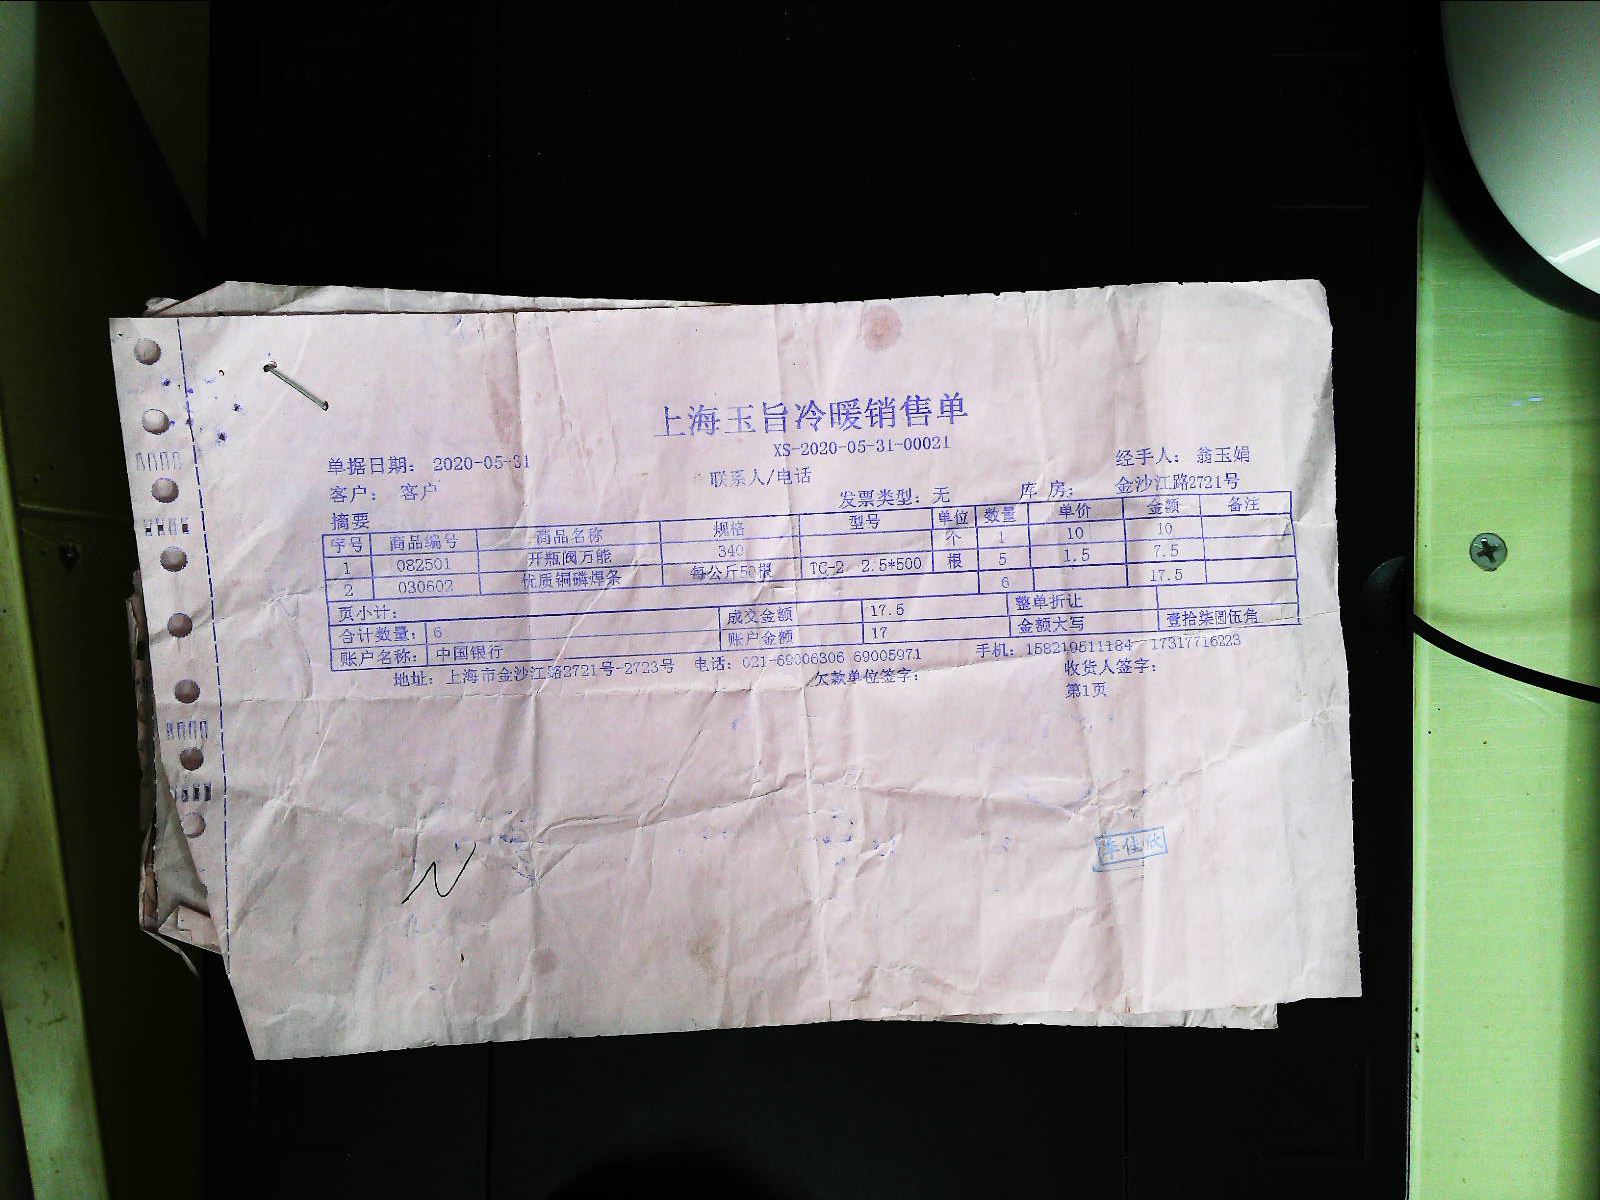 上海玉旨冷暖销售单
XS-2020-05-31-00021
单据日期： 2020-05-31 经手人： 翁玉娟
客户： 客户 联系人/电话 发票类型：无 库 房： 金沙江路2721号
摘要
字号 商品编号 商品名称 规格 型号 单位 数量 单价 金额 备注
1 082501 开瓶阀万能 340 个 1 10 10
2 030602 优质铜磷焊条 每公斤50根 TC-2 2.5*500 根 5 1.5 7.5
页小计： 6 17.5
合计数量： 6 成交金额 17.5 整单折让
账户名称： 中国银行 账户金额 17 金额大写 壹拾柒圆伍角
地址：上海市金沙江路2721号-2723号 电话：021-69006306 69005971 手机：15821951​1184 17317716223
欠款单位签字： 收货人签字：
第1页